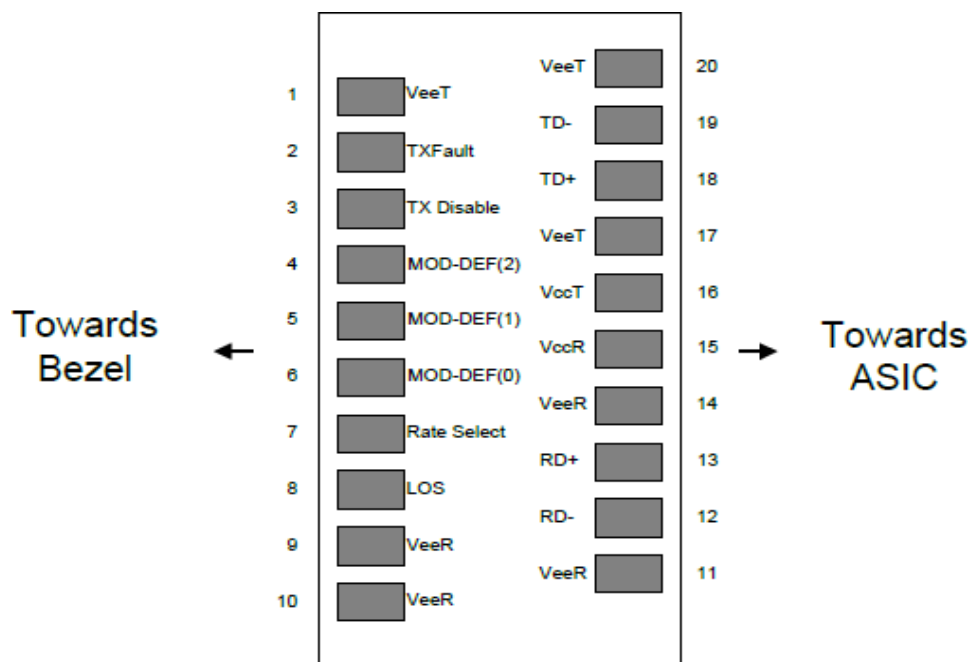 VeeT 20
1 VeeT
TD- 19
2 TXFault
TD+ 18
3 TX Disable
VeeT 17
4 MOD-DEF(2)
VccT 16
5 MOD-DEF(1)
Towards
Bezel
VccR 15
Towards
ASIC
6 MOD-DEF(0)
VeeR 14
7 Rate Select
RD+ 13
8 LOS
RD- 12
9 VeeR
VeeR 11
10 VeeR